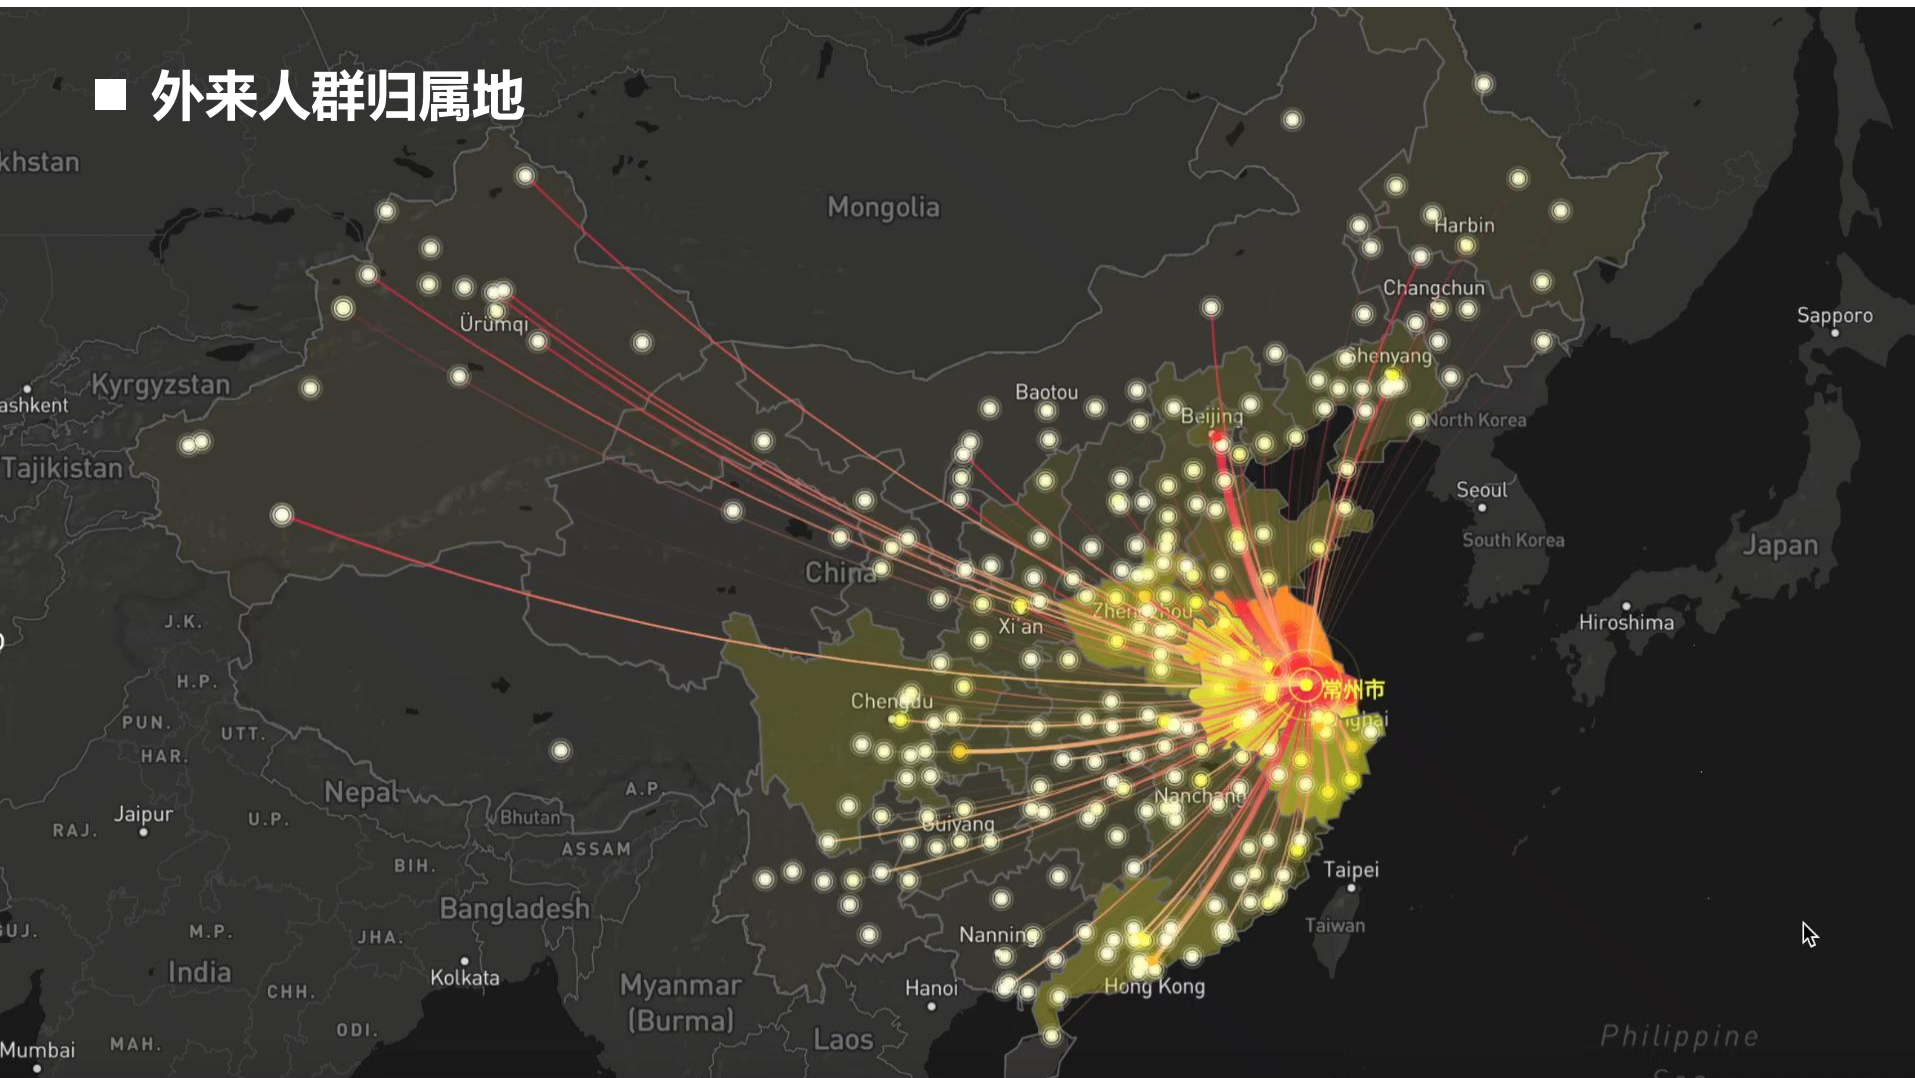 ■ 外来人群归属地
khstan
Mongolia
Harbin
Changchun
Sapporo
Ürümqi
Shenyang
Kyrgyzstan
ashkent
Baotou
Beijing
North Korea
Tajikistan
Seoul
South Korea
Japan
China
Zhengzhou
Xi'an
Hiroshima
J.K.
H.P.
常州市
Chengdu
PUN.
UTT.
HAR.
Nepal
A.P.
Nanchang
Jaipur
RAJ.
U.P.
Bhutan
Guiyang
ASSAM
BIH.
Taipei
Bangladesh
Taiwan
GUJ.
M.P.
JHA.
Nanning
India
Kolkata
CHH.
Myanmar
(Burma)
Hanoi
Hong Kong
ODI.
MAH.
Laos
Mumbai
Philippine